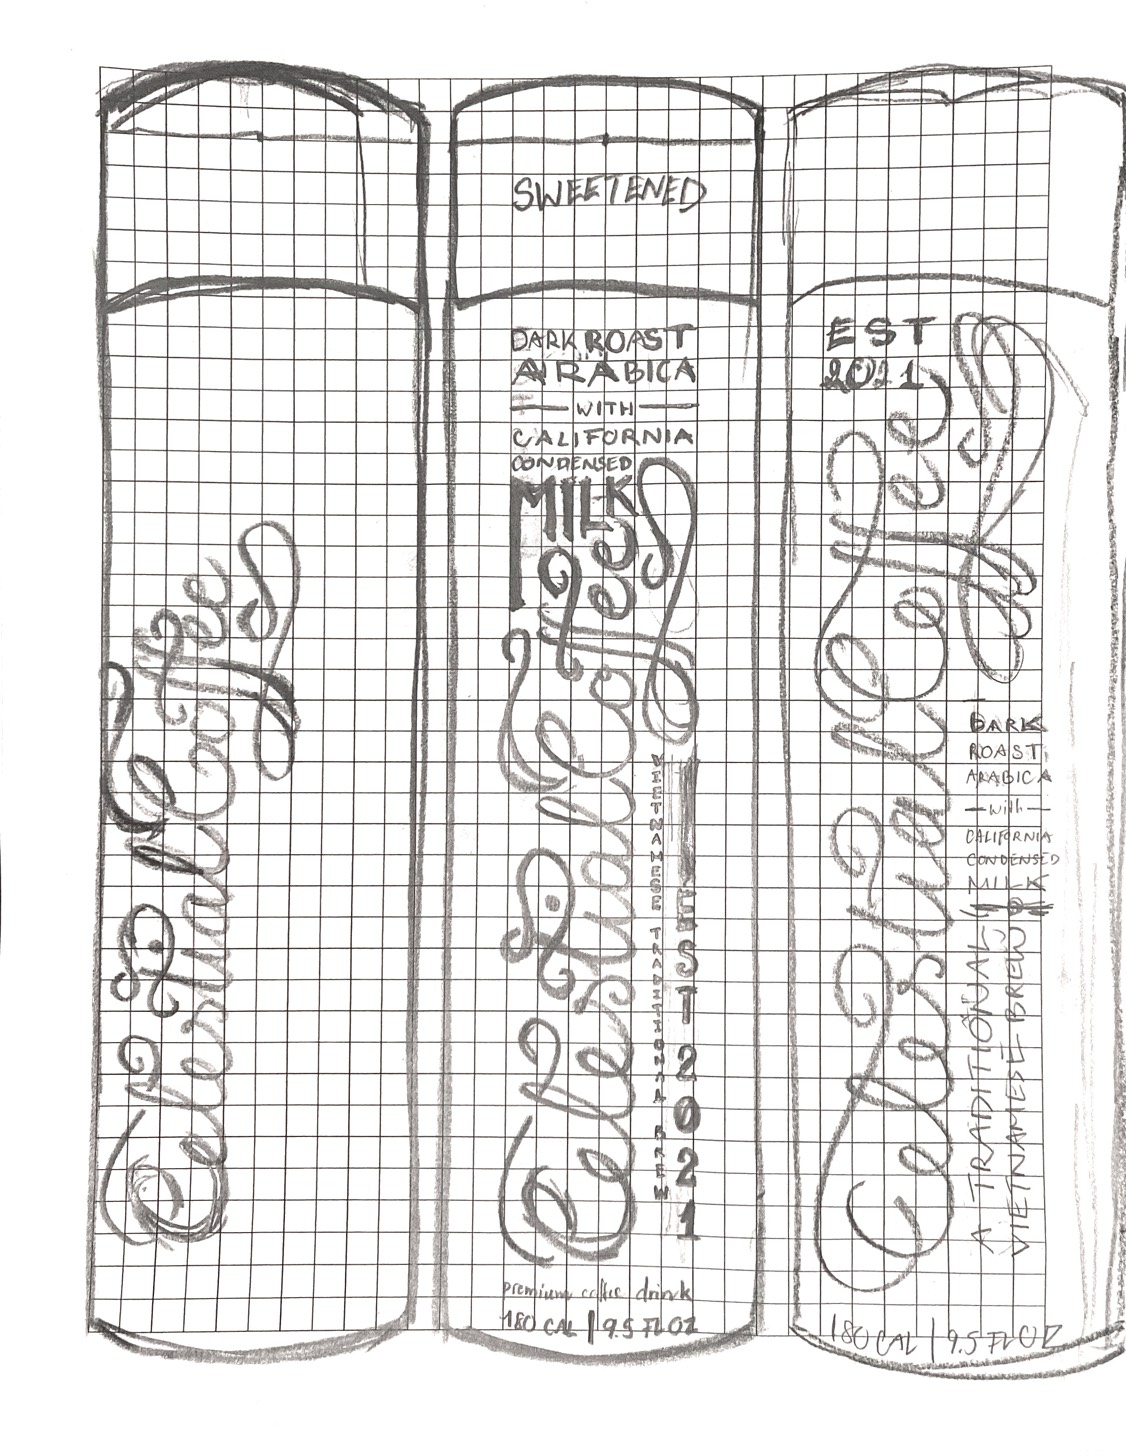 Celestial Coffee
SWEETENED
DARK ROAST
ARABICA
WITH
CALIFORNIA
CONDENSED
MILK
Celestial Coffee
VIETNAMESE TRADITIONAL BREW
EST 2021
premium coffee drink
180 CAL | 9.5 FL OZ
EST
2021
Celestial Coffee
DARK
ROAST
ARABICA
with
CALIFORNIA
CONDENSED
MILK
A TRADITIONAL
VIETNAMESE BREW
180 CAL | 9.5 FL OZ